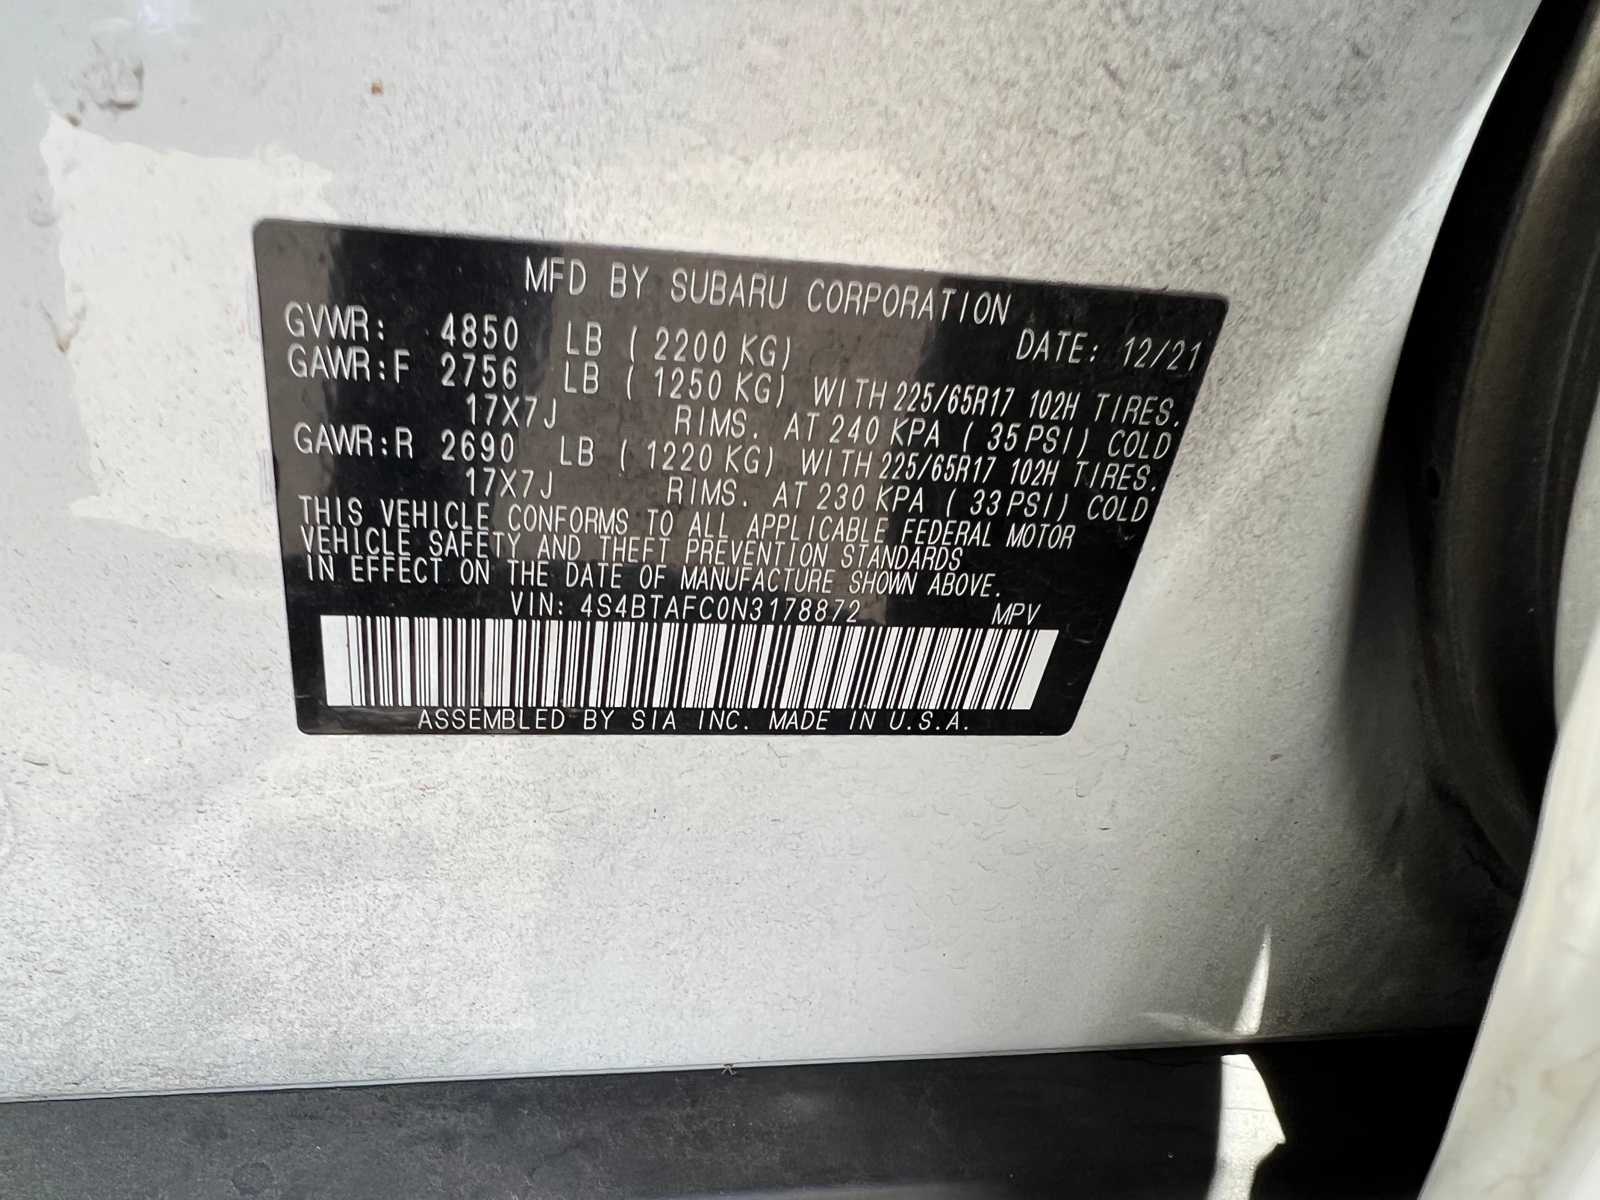 MFD BY SUBARU CORPORATION
GVWR: 4850 LB ( 2200 KG) DATE: 12/21
GAWR:F 2756 LB ( 1250 KG) WITH 225/65R17 102H TIRES.
17X7J RIMS. AT 240 KPA ( 35 PSI) COLD
GAWR:R 2690 LB ( 1220 KG) WITH 225/65R17 102H TIRES.
17X7J RIMS. AT 230 KPA ( 33 PSI) COLD
THIS VEHICLE CONFORMS TO ALL APPLICABLE FEDERAL MOTOR
VEHICLE SAFETY AND THEFT PREVENTION STANDARDS
IN EFFECT ON THE DATE OF MANUFACTURE SHOWN ABOVE.
VIN: 4S4BTAFC0N3178872 MPV
ASSEMBLED BY SIA INC. MADE IN U.S.A.